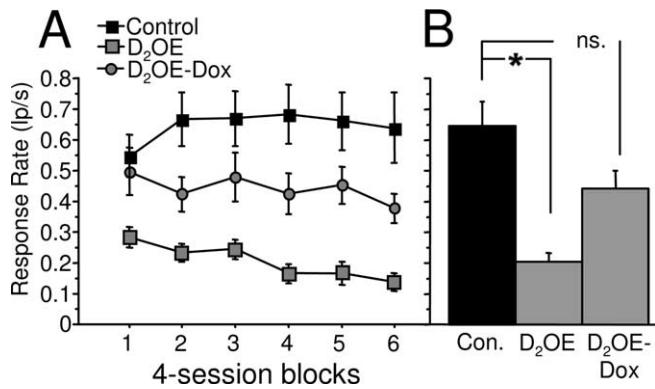 A
Control
D₂OE
D₂OE-Dox
B
ns.
*
0.8
0.7
0.6
0.5
0.4
0.3
0.2
0.1
0
Response Rate (lp/s)
1 2 3 4 5 6
4-session blocks
Con. D₂OE D₂OE-
Dox